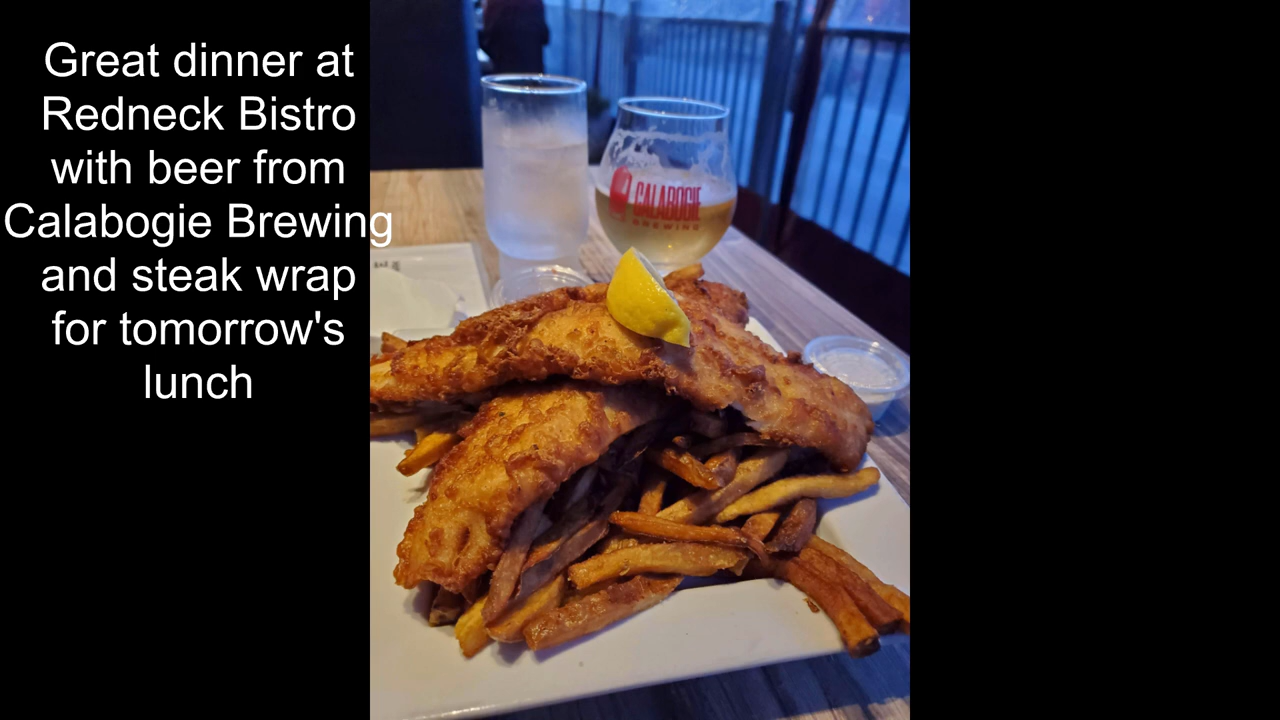 Great dinner at
Redneck Bistro
with beer from
Calabogie Brewing
and steak wrap
for tomorrow's
lunch
CALABOGIE
BREWING